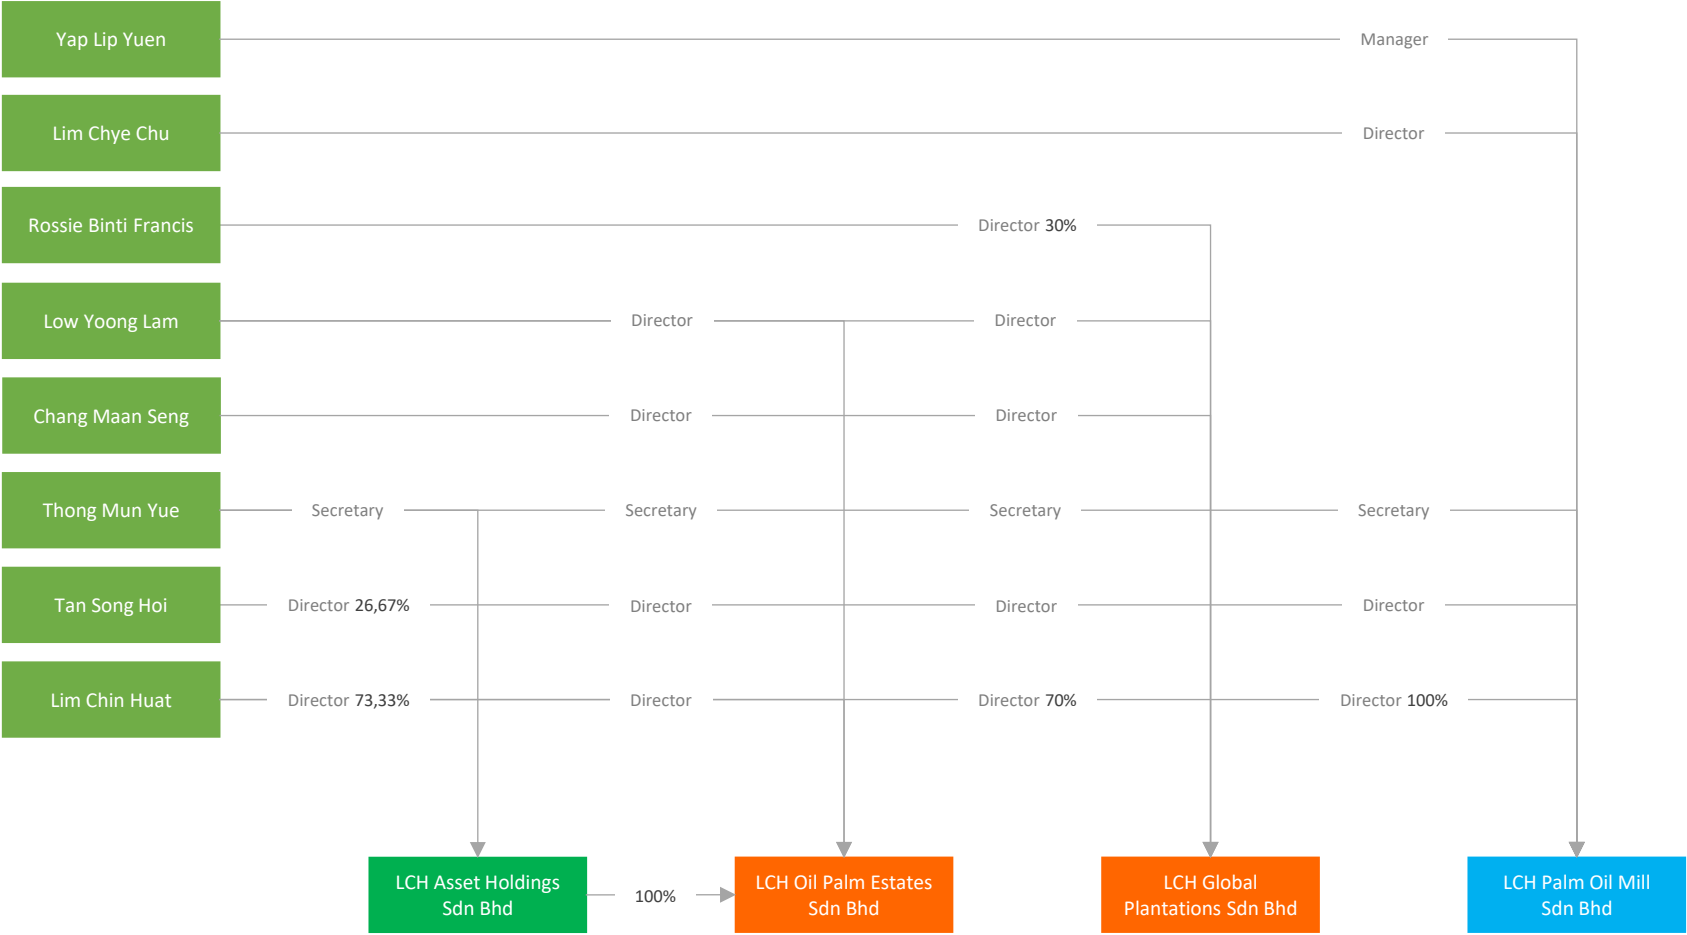 Yap Lip Yuen
Manager
Lim Chye Chu
Director
Rossie Binti Francis
Director 30%
Low Yoong Lam
Director
Director
Chang Maan Seng
Director
Director
Thong Mun Yue
Secretary
Secretary
Secretary
Secretary
Tan Song Hoi
Director 26,67%
Director
Director
Director
Lim Chin Huat
Director 73,33%
Director
Director 70%
Director 100%
LCH Asset Holdings
Sdn Bhd
100%
LCH Oil Palm Estates
Sdn Bhd
LCH Global
Plantations Sdn Bhd
LCH Palm Oil Mill
Sdn Bhd